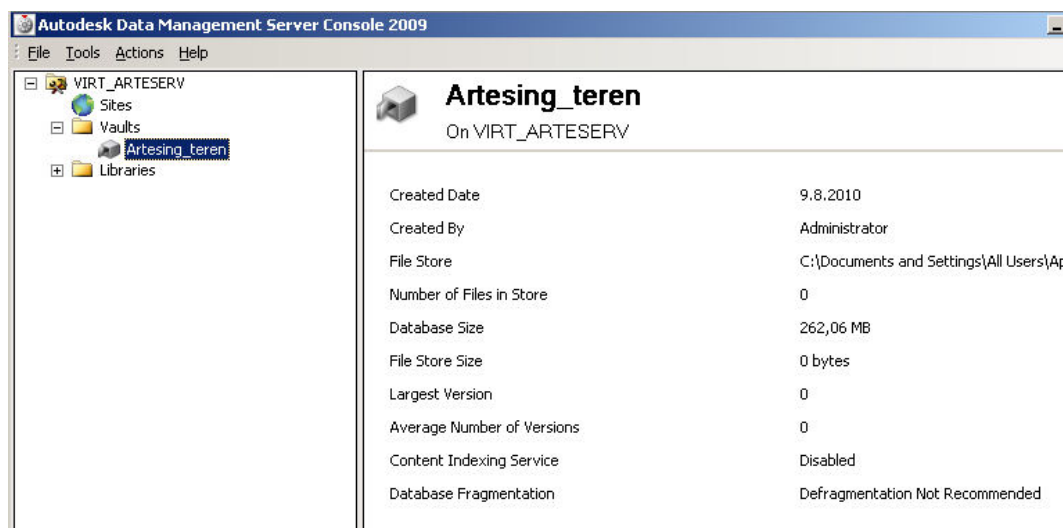 Autodesk Data Management Server Console 2009
File Tools Actions Help
VIRT_ARTESERV
Sites
Vaults
Artesing_teren
Libraries
Artesing_teren
On VIRT_ARTESERV
Created Date 9.8.2010
Created By Administrator
File Store C:\Documents and Settings\All Users\Ap
Number of Files in Store 0
Database Size 262,06 MB
File Store Size 0 bytes
Largest Version 0
Average Number of Versions 0
Content Indexing Service Disabled
Database Fragmentation Defragmentation Not Recommended